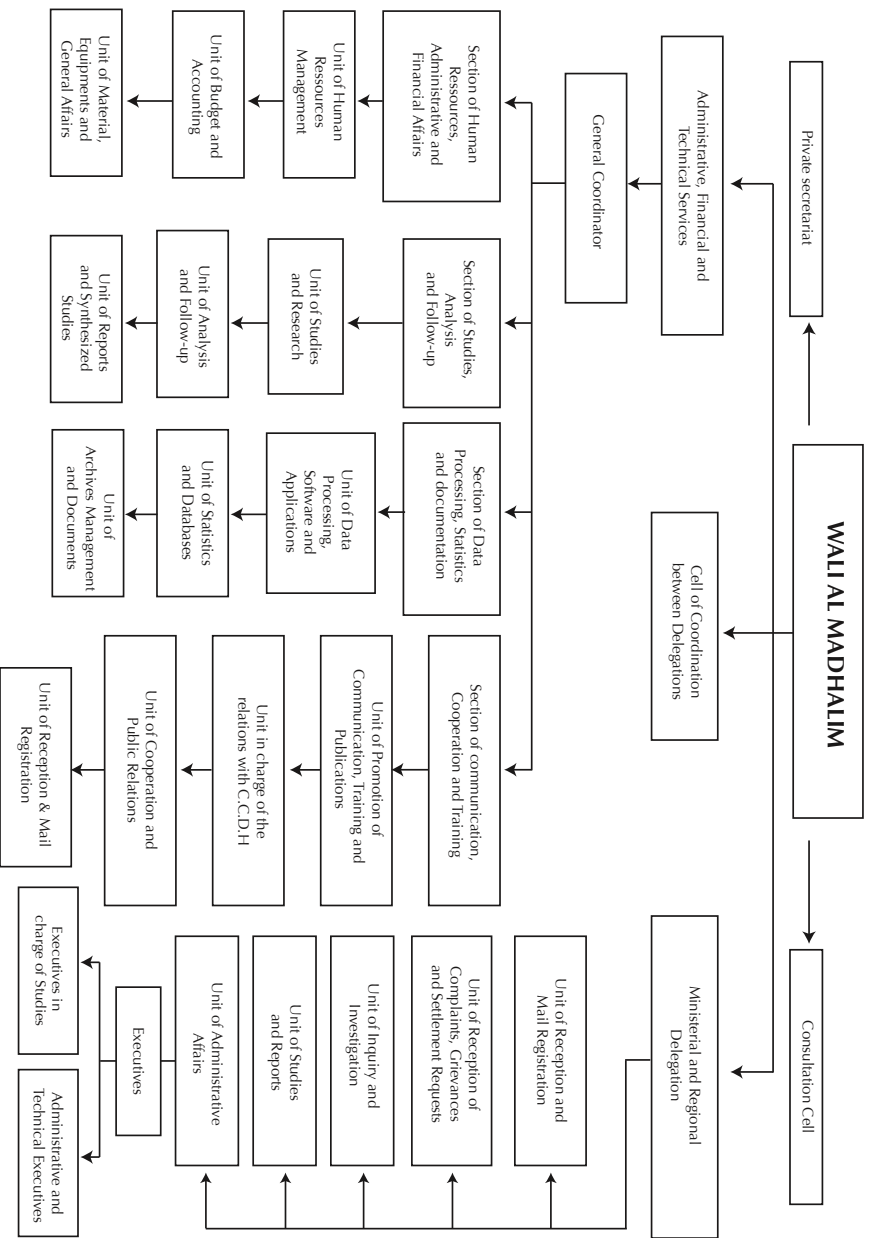 WALI AL MADHALIM
Private secretariat
Consultation Cell
Administrative, Financial and
Technical Services
Cell of Coordination
between Delegations
Ministerial and Regional
Delegation
General Coordinator
Section of Human
Ressources,
Administrative and
Financial Affairs
Unit of Human
Ressources
Management
Unit of Budget and
Accounting
Unit of Material,
Equipments and
General Affairs
Section of Studies,
Analysis
and Follow-up
Unit of Studies
and Research
Unit of Analysis
and Follow-up
Unit of Reports
and Synthesized
Studies
Section of Data
Processing, Statistics
and documentation
Unit of Data
Processing,
Software and
Applications
Unit of Statistics
and Databases
Unit of
Archives Management
and Documents
Section of communication,
Cooperation and Training
Unit of Promotion of
Communication, Training and
Publications
Unit in charge of the
relations with C.C.D.H
Unit of Cooperation and
Public Relations
Unit of Reception & Mail
Registration
Unit of Reception and
Mail Registration
Unit of Reception of
Complaints, Grievances
and Settlement Requests
Unit of Inquiry and
Investigation
Unit of Studies
and Reports
Unit of Administrative
Affairs
Executives
Executives in
charge of Studies
Administrative and
Technical Executives